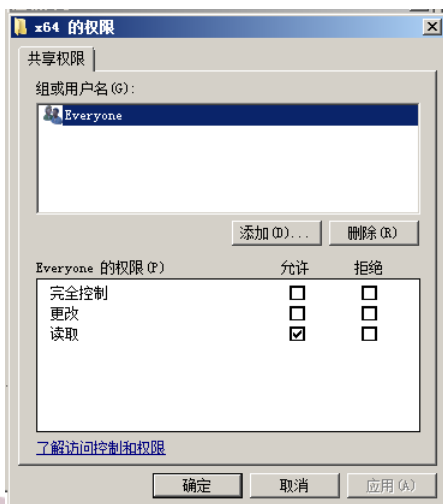 x64 的权限
共享权限
组或用户名(G):
Everyone
添加(D)...
删除(R)
Everyone 的权限(P)
允许
拒绝
完全控制
更改
读取
了解访问控制和权限
确定
取消
应用(A)